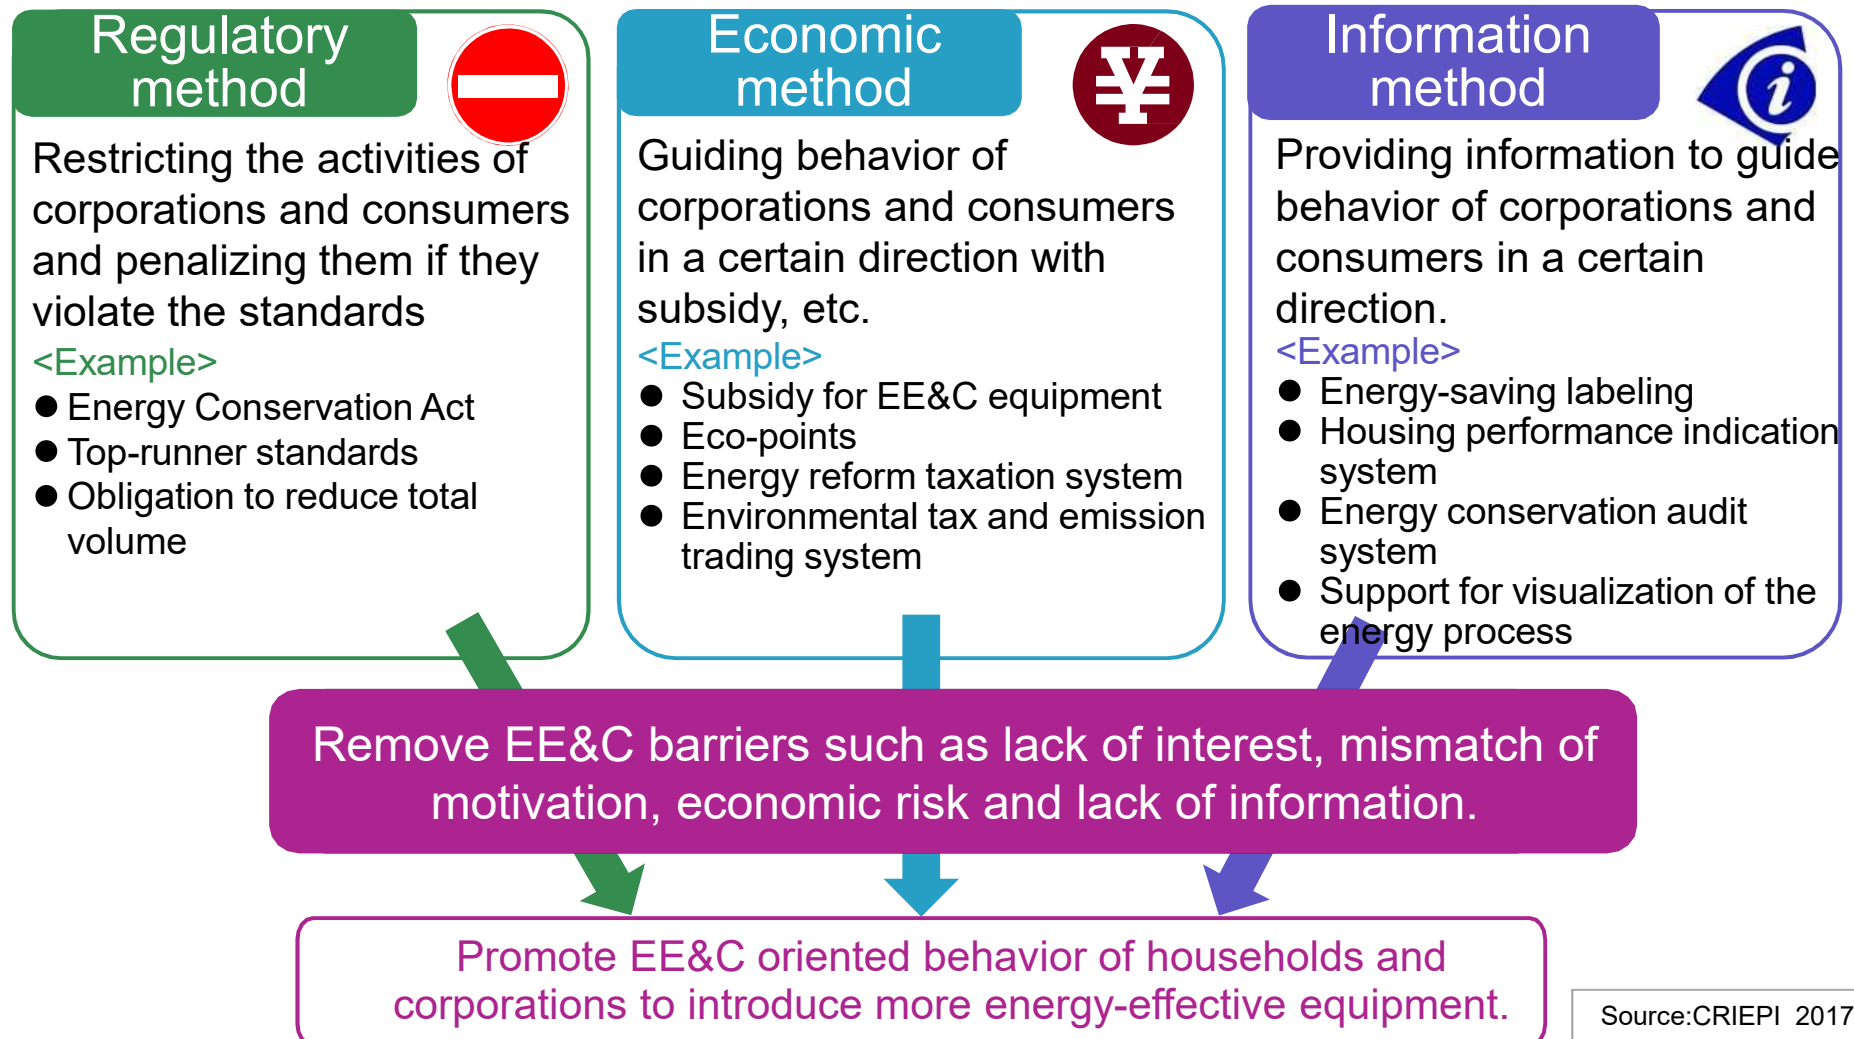 Regulatory
method
Restricting the activities of
corporations and consumers
and penalizing them if they
violate the standards
<Example>
● Energy Conservation Act
● Top-runner standards
● Obligation to reduce total
volume
Economic
method
¥
Guiding behavior of
corporations and consumers
in a certain direction with
subsidy, etc.
<Example>
● Subsidy for EE&C equipment
● Eco-points
● Energy reform taxation system
● Environmental tax and emission
trading system
Information
method
i
Providing information to guide
behavior of corporations and
consumers in a certain
direction.
<Example>
● Energy-saving labeling
● Housing performance indication
system
● Energy conservation audit
system
● Support for visualization of the
energy process
Remove EE&C barriers such as lack of interest, mismatch of
motivation, economic risk and lack of information.
Promote EE&C oriented behavior of households and
corporations to introduce more energy-effective equipment.
Source:CRIEPI 2017